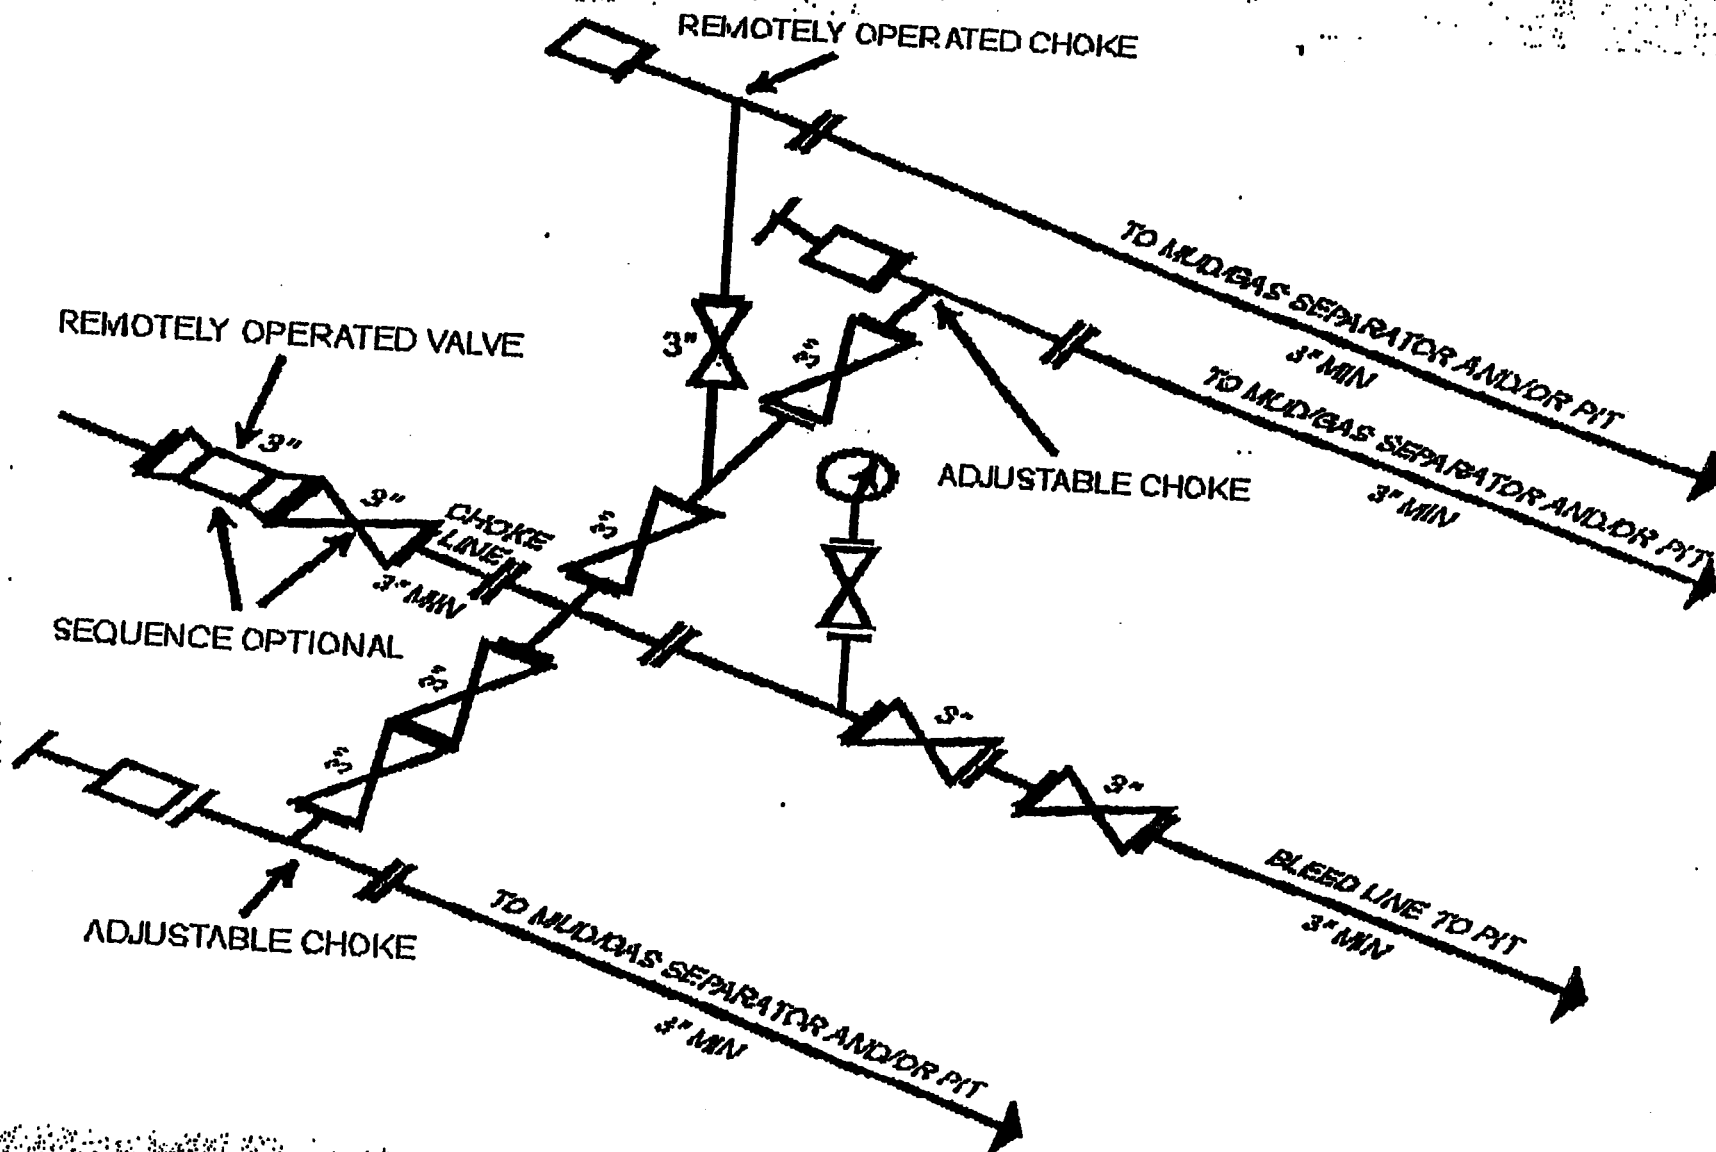 REMOTELY OPERATED CHOKE
TO MUD/GAS SEPARATOR AND/OR PIT
3" MIN
3"
3"
TO MUD/GAS SEPARATOR AND/OR PIT
3" MIN
REMOTELY OPERATED VALVE
3"
3"
CHOKE
LINE
3" MIN
3"
ADJUSTABLE CHOKE
SEQUENCE OPTIONAL
3"
3"
3"
3"
BLEED LINE TO PIT
3" MIN
ADJUSTABLE CHOKE
TO MUD/GAS SEPARATOR AND/OR PIT
3" MIN